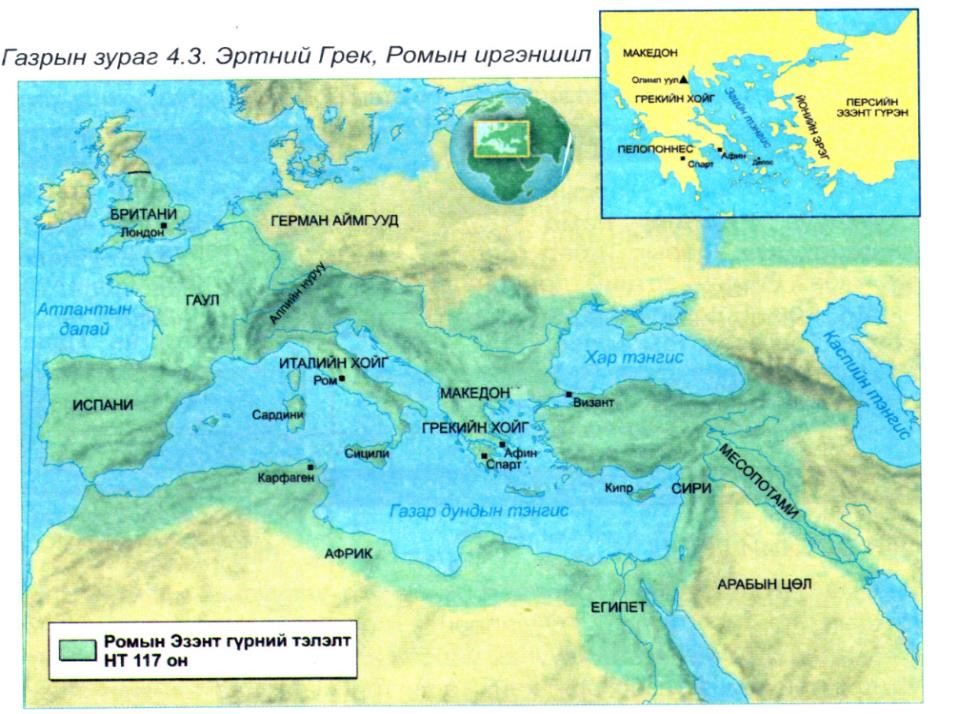 Газрын зураг 4.3. Эртний Грек, Ромын иргэншил
МАКЕДОН
Олимп уул
ГРЕКИЙН ХОЙГ
Эгийн тэнгис
ЙОНИЙН ЭРЭГ
ПЕРСИЙН
ЭЗЭНТ ГҮРЭН
ПЕЛОПОННЕС
Спарт
Афин
Делос
БРИТАНИ
Лондон
ГЕРМАН АЙМГУУД
ГАУЛ
Алпийн нуруу
Атлантын
далай
ИТАЛИЙН ХОЙГ
Ром
Хар тэнгис
Каспийн тэнгис
ИСПАНИ
Сардини
МАКЕДОН
Визант
ГРЕКИЙН ХОЙГ
Афин
Спарт
Сицили
Карфаген
Кипр
СИРИ
МЕСОПОТАМИ
Газар дундын тэнгис
АФРИК
ЕГИПЕТ
АРАБЫН ЦӨЛ
Ромын Эзэнт гүрний тэлэлт
НТ 117 он